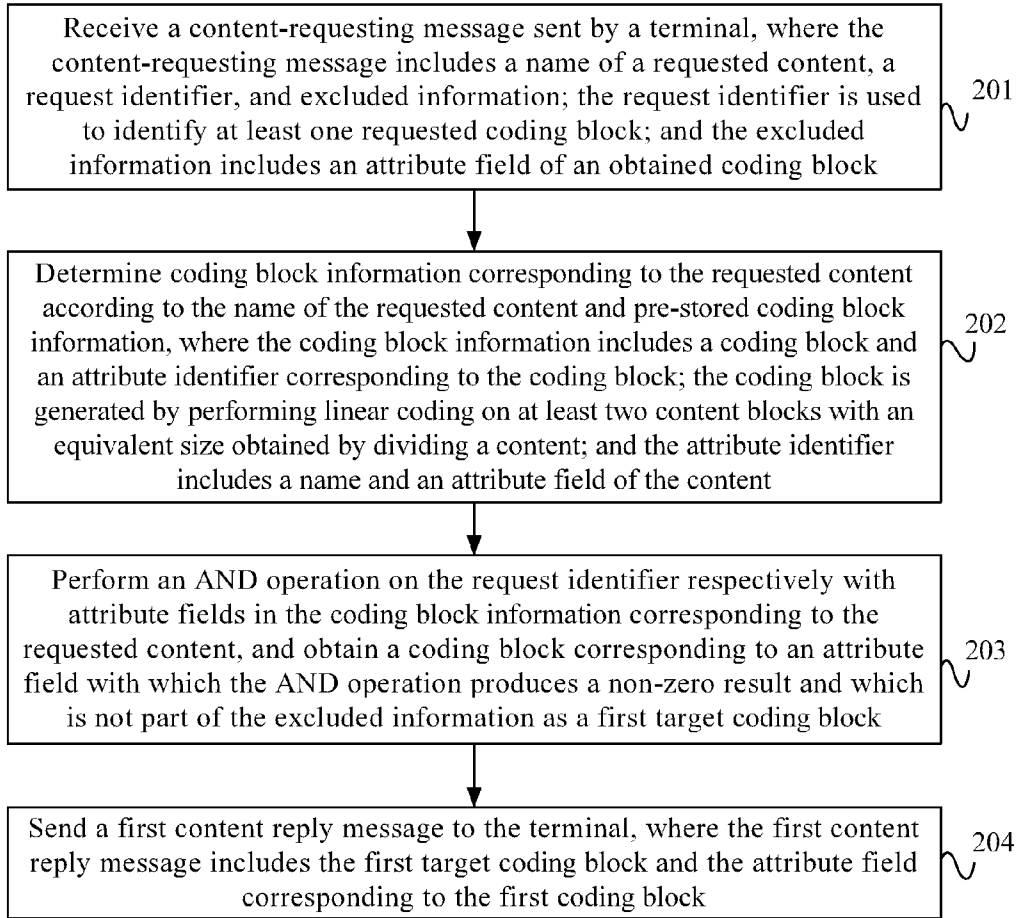 Receive a content-requesting message sent by a terminal, where the
content-requesting message includes a name of a requested content, a
request identifier, and excluded information; the request identifier is used
to identify at least one requested coding block; and the excluded
information includes an attribute field of an obtained coding block
201
Determine coding block information corresponding to the requested content
according to the name of the requested content and pre-stored coding block
information, where the coding block information includes a coding block and
an attribute identifier corresponding to the coding block; the coding block is
generated by performing linear coding on at least two content blocks with an
equivalent size obtained by dividing a content; and the attribute identifier
includes a name and an attribute field of the content
202
Perform an AND operation on the request identifier respectively with
attribute fields in the coding block information corresponding to the
requested content, and obtain a coding block corresponding to an attribute
field with which the AND operation produces a non-zero result and which
is not part of the excluded information as a first target coding block
203
Send a first content reply message to the terminal, where the first content
reply message includes the first target coding block and the attribute field
corresponding to the first coding block
204